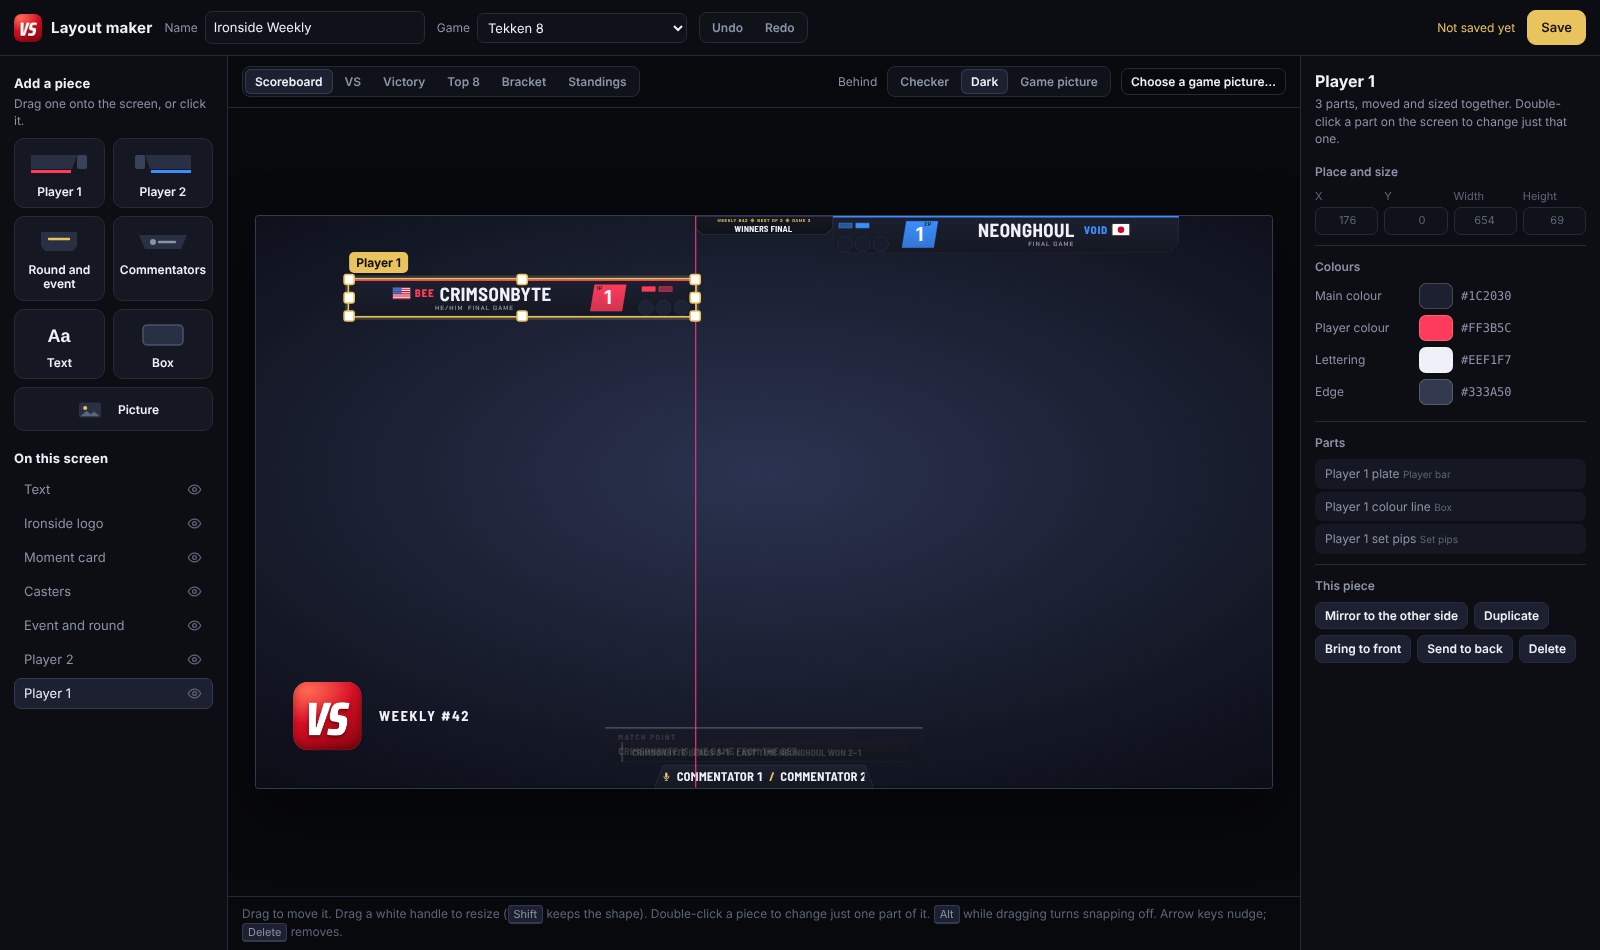 VS Layout maker Name Ironside Weekly Game Tekken 8 Undo Redo Not saved yet Save
Add a piece
Drag one onto the screen, or click
it.
Player 1 Player 2
Round and
event
Commentators
Aa
Text Box
Picture
On this screen
Text
Ironside logo
Moment card
Casters
Event and round
Player 2
Player 1
Scoreboard VS Victory Top 8 Bracket Standings Behind Checker Dark Game picture Choose a game picture...
WEEKLY #42 BEST OF 3 GAME 3
WINNERS FINAL
1 NEONGHOUL VOID
FINAL GAME
Player 1
BEE CRIMSONBYTE 1
HE/HIM FINAL GAME
VS WEEKLY #42
MATCH POINT
COMMENTATOR 1 / COMMENTATOR 2
Drag to move it. Drag a white handle to resize (Shift keeps the shape). Double-click a piece to change just one part of it. Alt while dragging turns snapping off. Arrow keys nudge;
Delete removes.
Player 1
3 parts, moved and sized together. Double-
click a part on the screen to change just that
one.
Place and size
X Y Width Height
176 0 654 69
Colours
Main colour #1C2030
Player colour #FF3B5C
Lettering #EEF1F7
Edge #333A50
Parts
Player 1 plate Player bar
Player 1 colour line Box
Player 1 set pips Set pips
This piece
Mirror to the other side Duplicate
Bring to front Send to back Delete